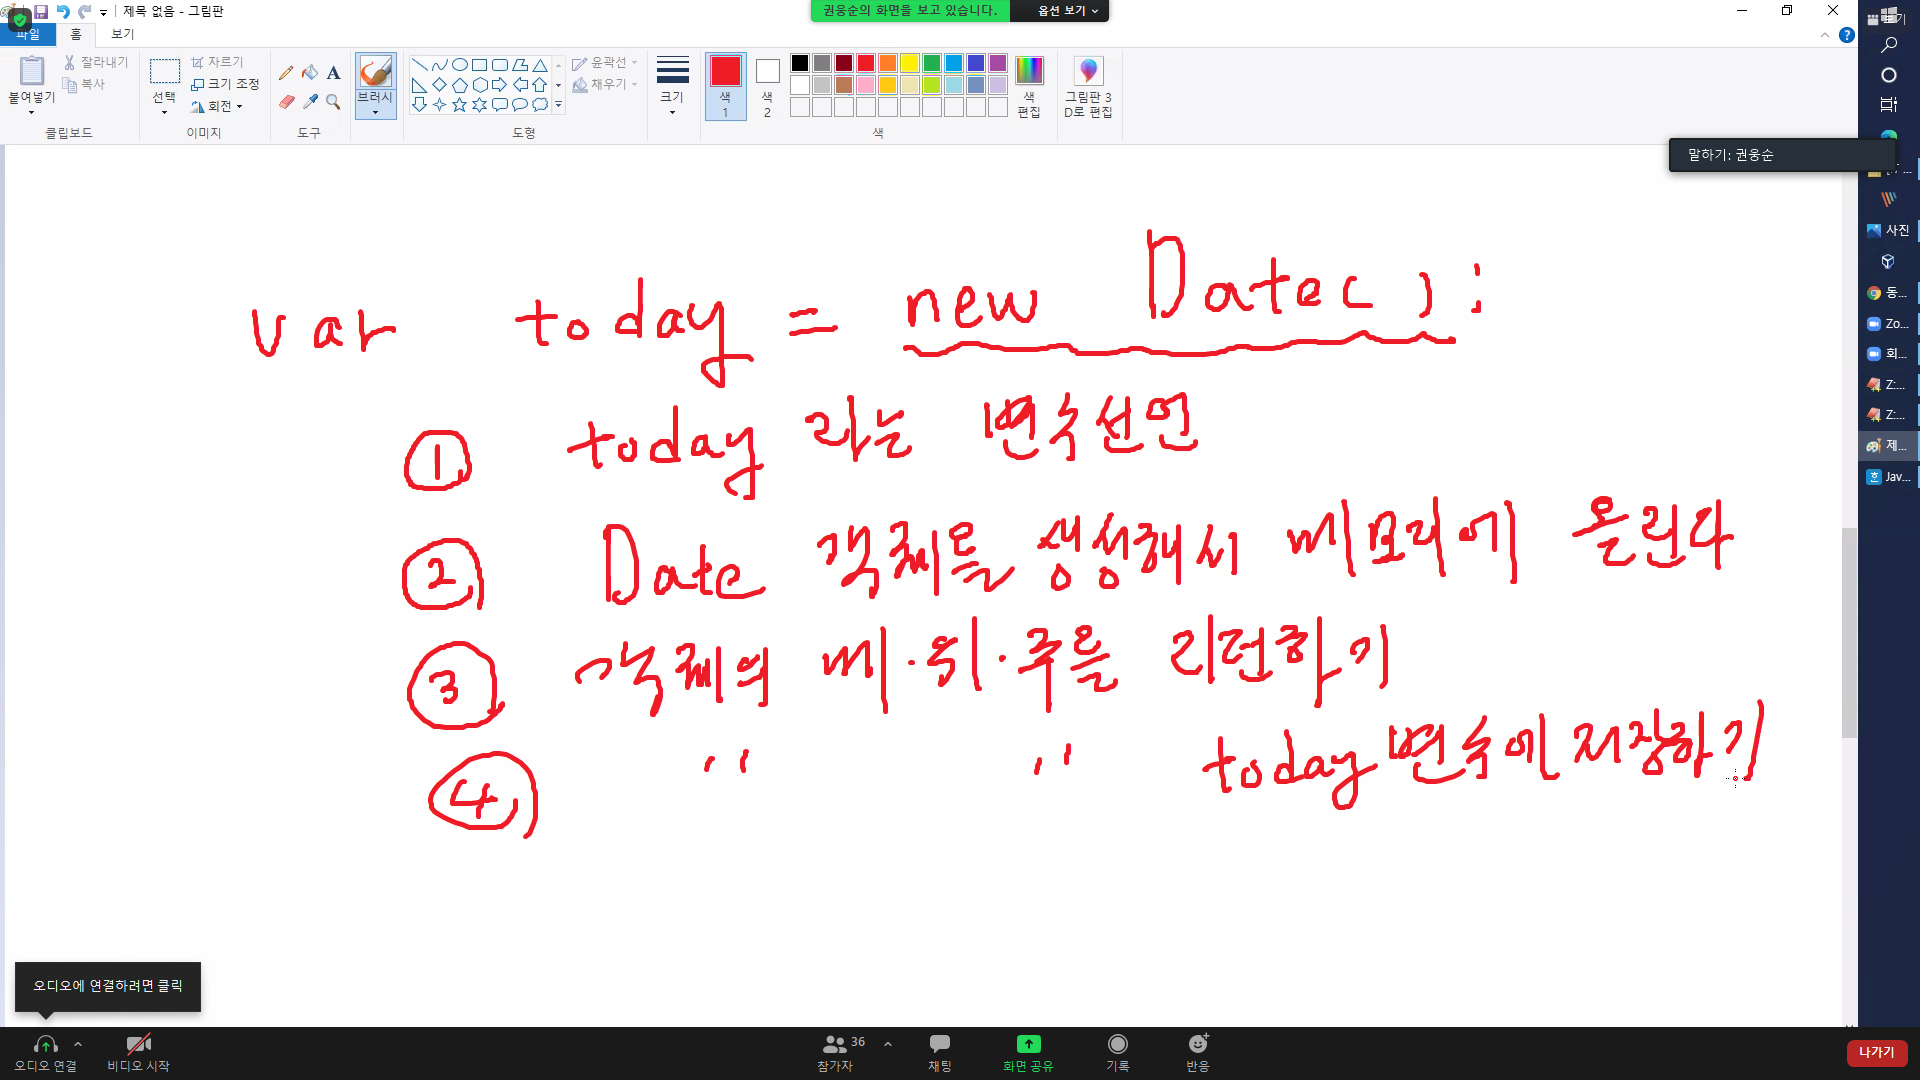 제목 없음 - 그림판
권웅순의 화면을 보고 있습니다.
옵션 보기
파일
홈
보기
붙여넣기
잘라내기
복사
클립보드
선택
자르기
크기 조정
회전
이미지
A
도구
브러시
도형
윤곽선
채우기
크기
색
1
색
2
색
편집
색
그림판 3
D로 편집
말하기: 권웅순
var today = new Date( );
① today 라는 변수선언
② Date 객체를 생성해서 메모리에 올린다
③ 객체의 메.위.주를 리턴하기
④ " " today변수에 저장하기
사진
동...
Zo...
회...
Z:...
Z:...
제...
Jav...
오디오에 연결하려면 클릭
오디오 연결
비디오 시작
36
참가자
채팅
화면 공유
기록
반응
나가기